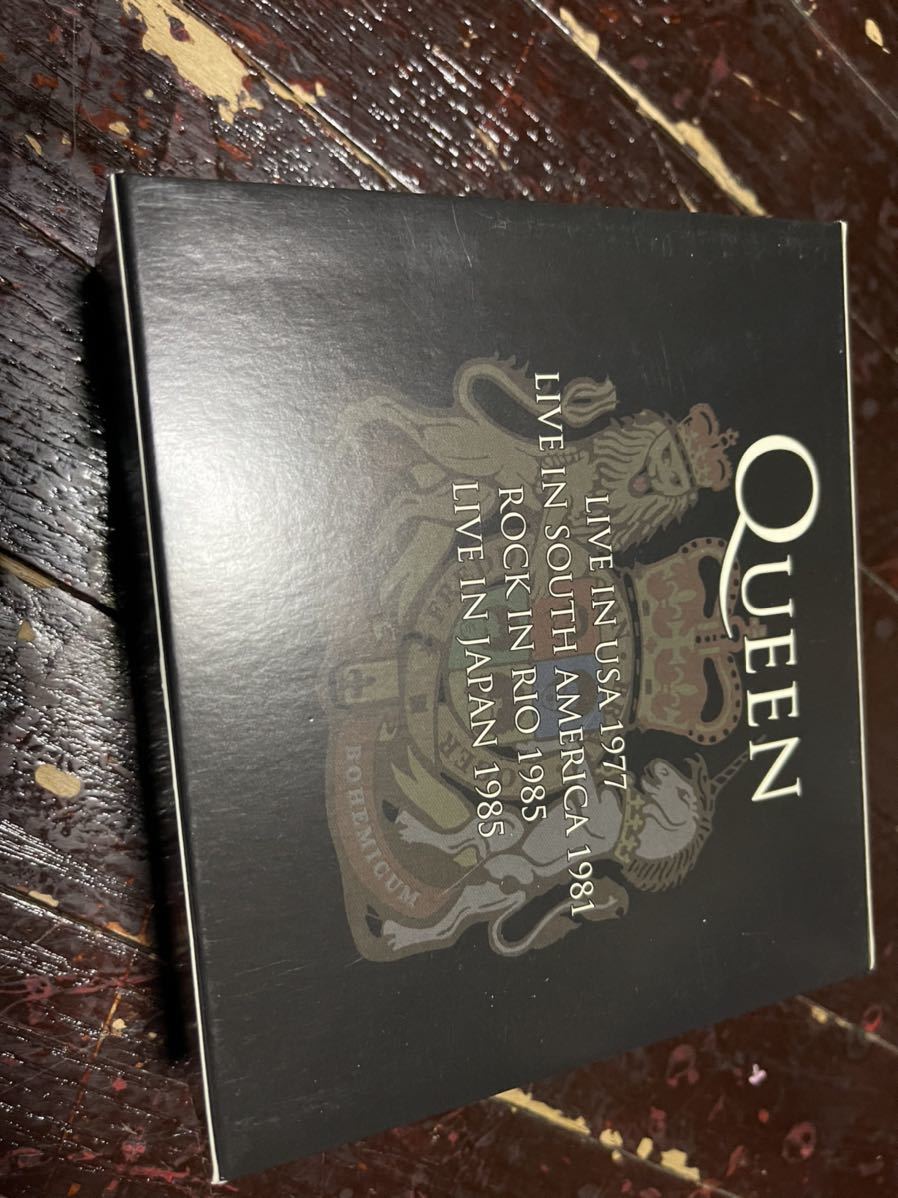 QUEEN
LIVE IN USA 1977
LIVE IN SOUTH AMERICA 1981
ROCK IN RIO 1985
LIVE IN JAPAN 1985
BOHEMICUM